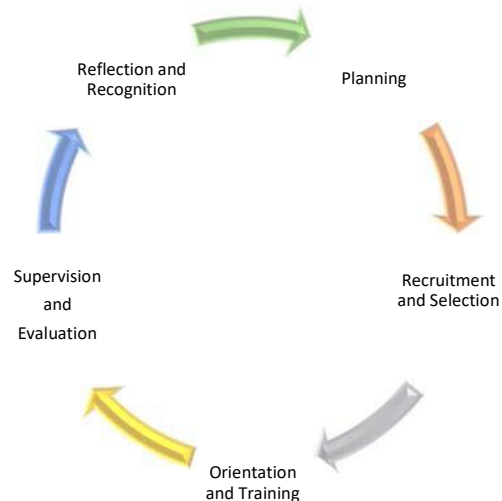 Reflection and
Recognition
Planning
Recruitment
and Selection
Orientation
and Training
Supervision
and
Evaluation